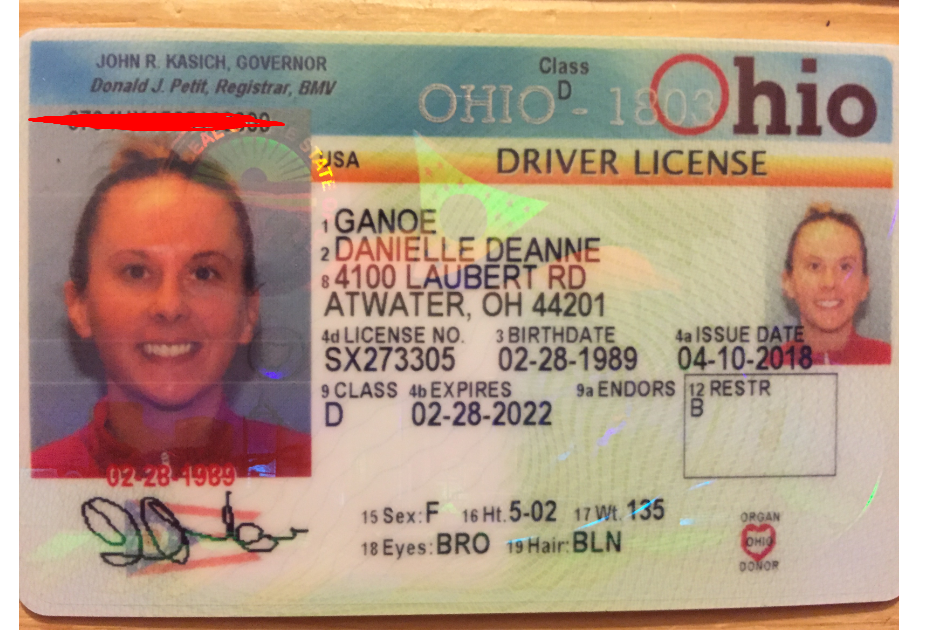 JOHN R. KASICH, GOVERNOR
Donald J. Petit, Registrar, BMV
Class
D
OHIO - 1803
Ohio
SEAL STATE
USA
DRIVER LICENSE
1 GANOE
2 DANIELLE DEANNE
8 4100 LAUBERT RD
ATWATER, OH 44201
4d LICENSE NO. 3 BIRTHDATE 4a ISSUE DATE
SX273305 02-28-1989 04-10-2018
9 CLASS 4b EXPIRES 9a ENDORS 12 RESTR
D 02-28-2022 B
02-28-1989
15 Sex: F 16 Ht. 5-02 17 Wt. 135
18 Eyes: BRO 19 Hair: BLN
ORGAN
OHIO
DONOR